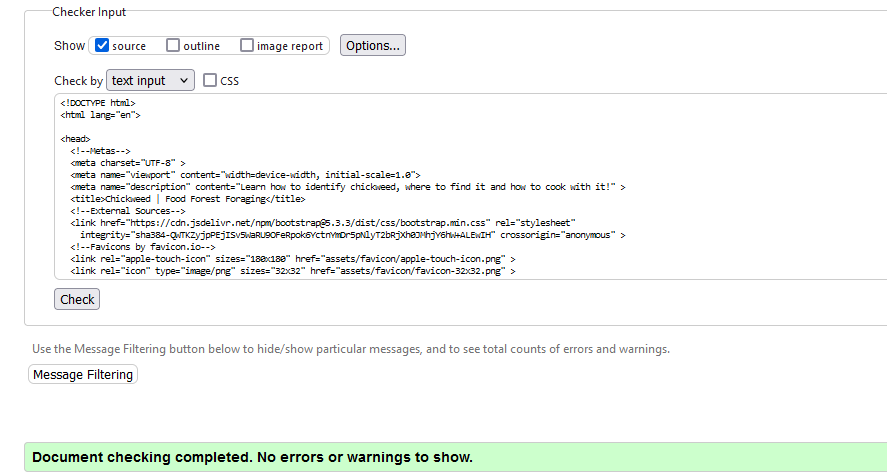 Checker Input
Show source outline image report Options...
Check by text input CSS
<!DOCTYPE html>
<html lang="en">
<head>
<!--Metas-->
<meta charset="UTF-8" >
<meta name="viewport" content="width=device-width, initial-scale=1.0">
<meta name="description" content="Learn how to identify chickweed, where to find it and how to cook with it!" >
<title>Chickweed | Food Forest Foraging</title>
<!--External Sources-->
<link href="https://cdn.jsdelivr.net/npm/bootstrap@5.3.3/dist/css/bootstrap.min.css" rel="stylesheet"
integrity="sha384-QWTKZyjpPEjISv5WaRU9OFeRpok6YctnYmDr5pNlyT2bRjXh0JMhjY6hW+ALEwIH" crossorigin="anonymous" >
<!--Favicons by favicon.io-->
<link rel="apple-touch-icon" sizes="180x180" href="assets/favicon/apple-touch-icon.png" >
<link rel="icon" type="image/png" sizes="32x32" href="assets/favicon/favicon-32x32.png" >
Check
Use the Message Filtering button below to hide/show particular messages, and to see total counts of errors and warnings.
Message Filtering
Document checking completed. No errors or warnings to show.